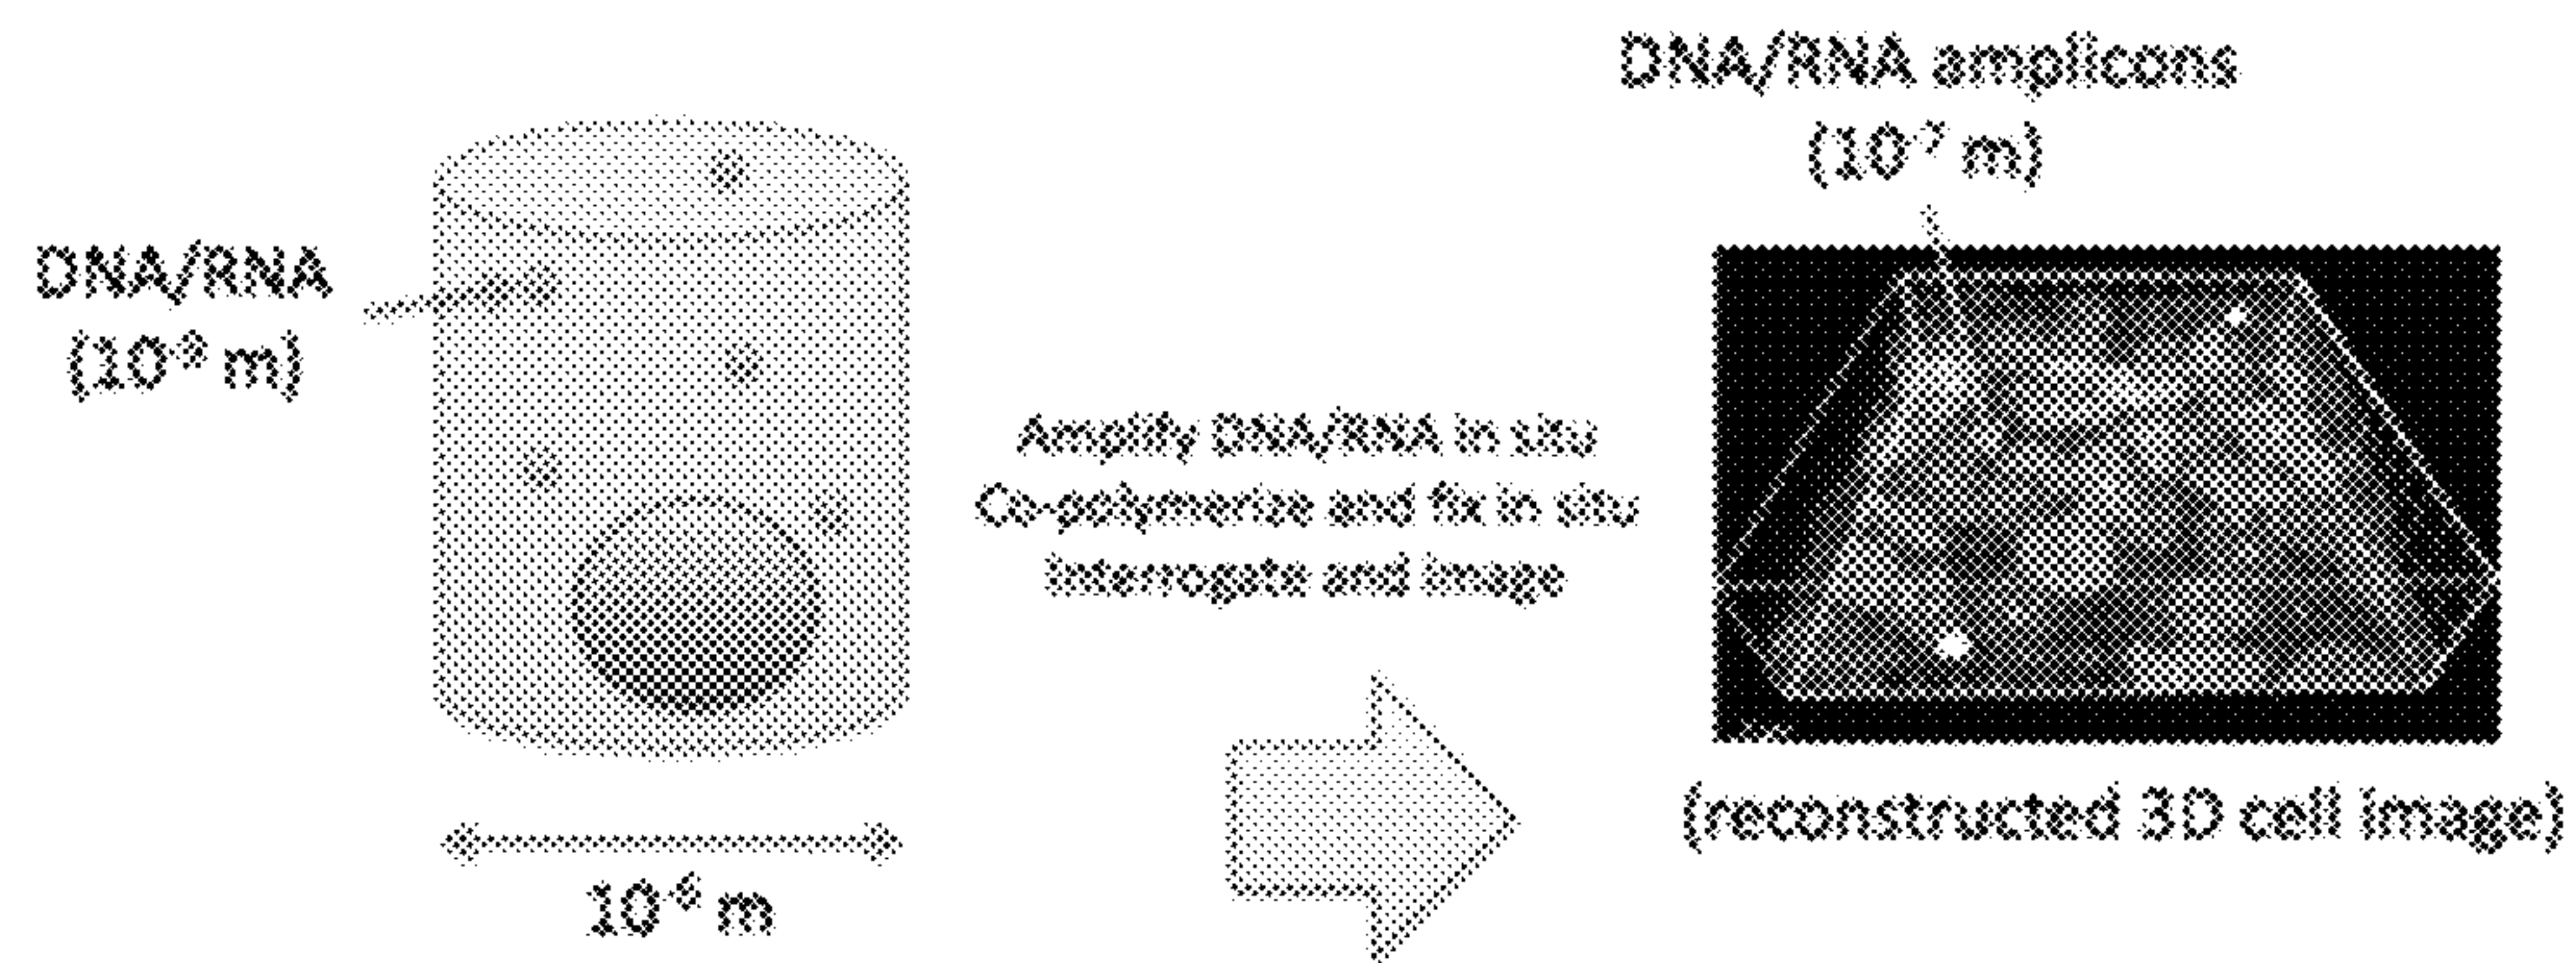 DNA/RNA amplicons
(10⁻⁷ m)
DNA/RNA
(10⁻⁹ m)
Amplify DNA/RNA in situ
Co-polymerize and fix in situ
Interrogate and image
(reconstructed 3D cell image)
10⁻⁶ m